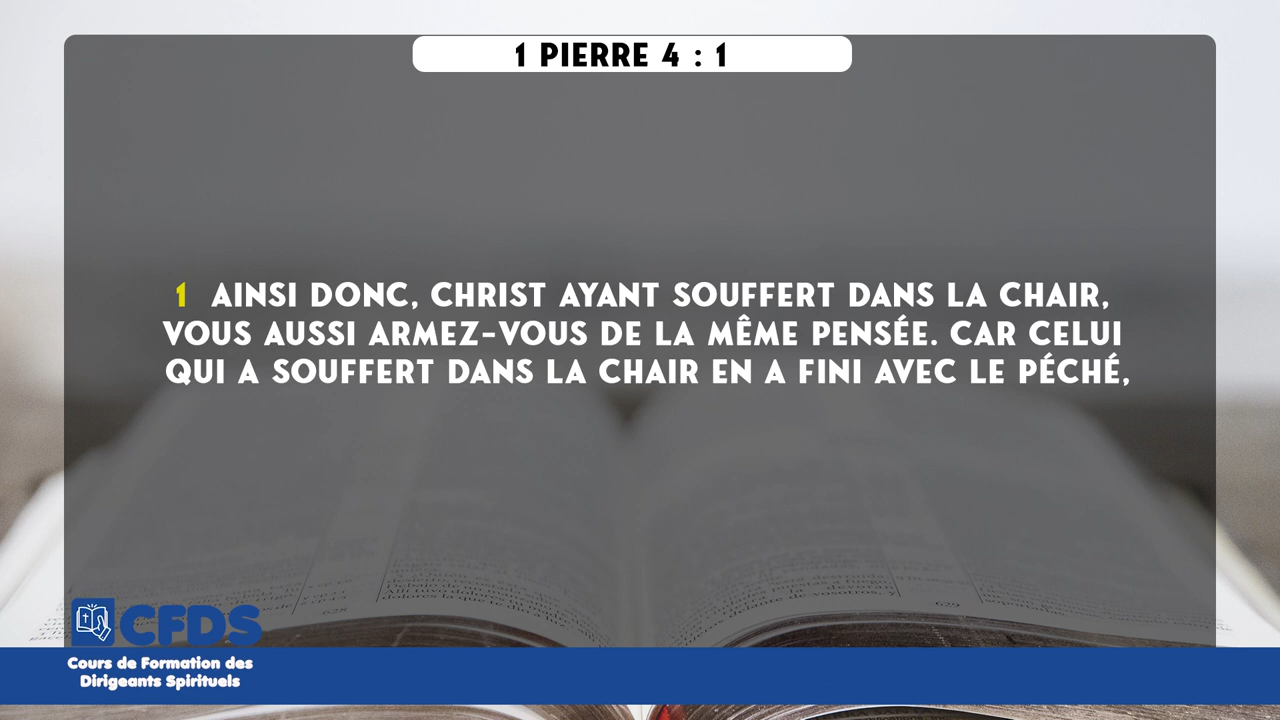 1 PIERRE 4 : 1
1 AINSI DONC, CHRIST AYANT SOUFFERT DANS LA CHAIR,
VOUS AUSSI ARMEZ-VOUS DE LA MÊME PENSÉE. CAR CELUI
QUI A SOUFFERT DANS LA CHAIR EN A FINI AVEC LE PÉCHÉ,
628
629
CFDS
Cours de Formation des
Dirigeants Spirituels